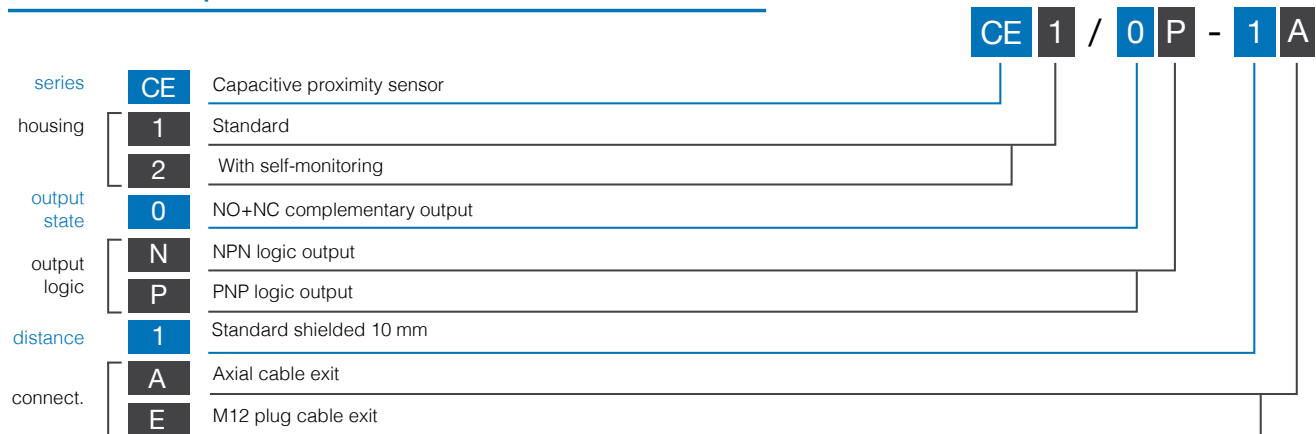 CE 1 / 0 P - 1 A
series CE Capacitive proximity sensor
housing 1 Standard
2 With self-monitoring
output state 0 NO+NC complementary output
output logic N NPN logic output
P PNP logic output
distance 1 Standard shielded 10 mm
connect. A Axial cable exit
E M12 plug cable exit